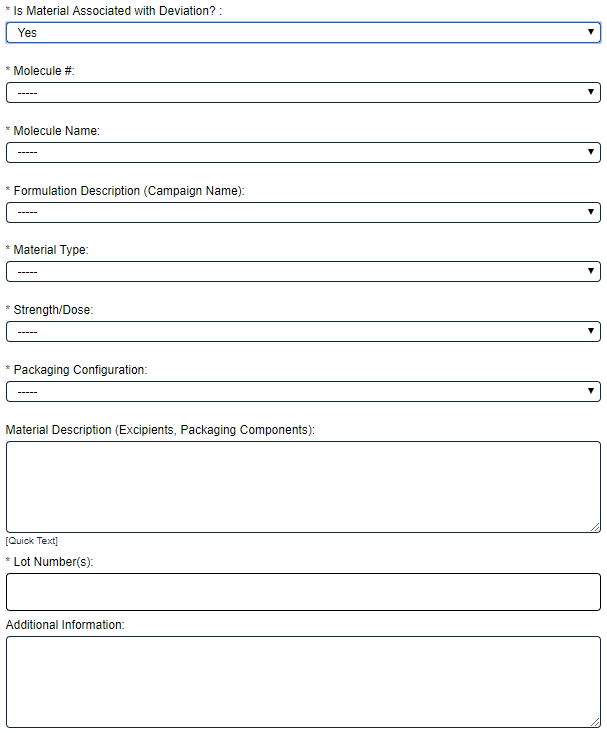 * Is Material Associated with Deviation? :
Yes
* Molecule #:
-----
* Molecule Name:
-----
* Formulation Description (Campaign Name):
-----
* Material Type:
-----
* Strength/Dose:
-----
* Packaging Configuration:
-----
Material Description (Excipients, Packaging Components):
[Quick Text]
* Lot Number(s):
Additional Information: